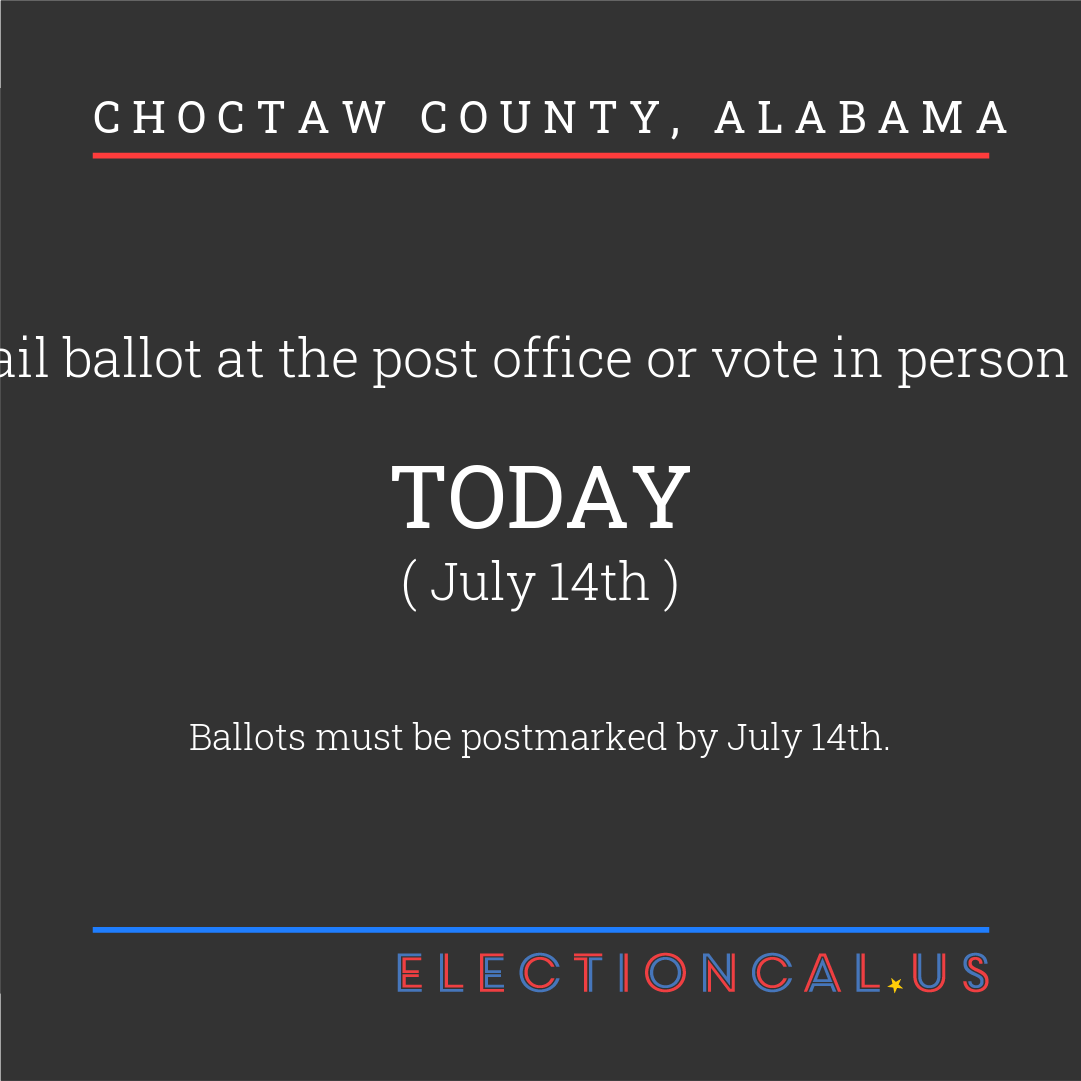 CHOCTAW COUNTY, ALABAMA
ail ballot at the post office or vote in person
TODAY
( July 14th )
Ballots must be postmarked by July 14th.
ELECTIONCAL.US